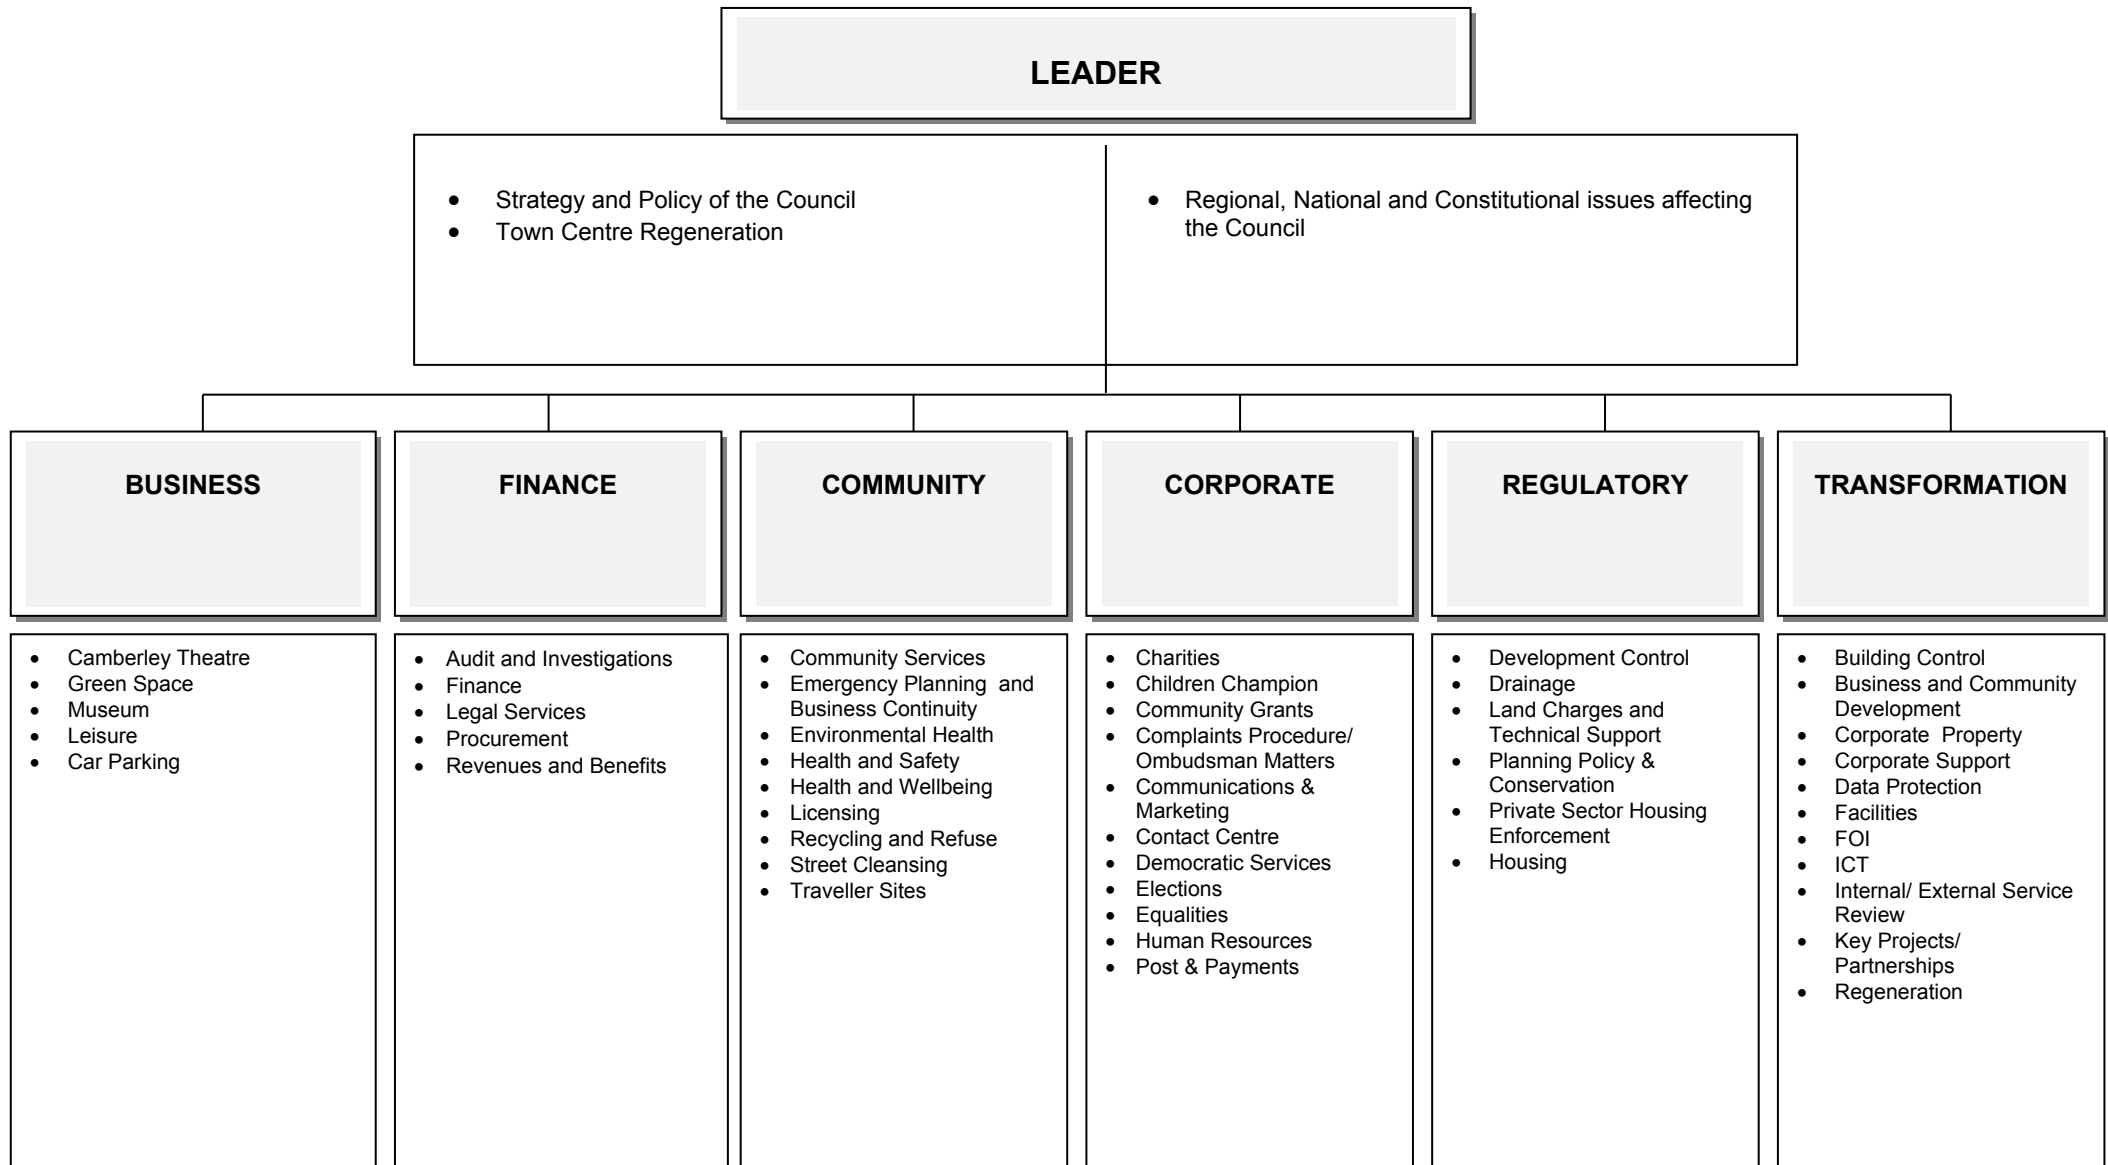 LEADER
• Strategy and Policy of the Council
• Town Centre Regeneration
• Regional, National and Constitutional issues affecting
the Council
BUSINESS
FINANCE
COMMUNITY
CORPORATE
REGULATORY
TRANSFORMATION
• Camberley Theatre
• Green Space
• Museum
• Leisure
• Car Parking
• Audit and Investigations
• Finance
• Legal Services
• Procurement
• Revenues and Benefits
• Community Services
• Emergency Planning and
Business Continuity
• Environmental Health
• Health and Safety
• Health and Wellbeing
• Licensing
• Recycling and Refuse
• Street Cleansing
• Traveller Sites
• Charities
• Children Champion
• Community Grants
• Complaints Procedure/
Ombudsman Matters
• Communications &
Marketing
• Contact Centre
• Democratic Services
• Elections
• Equalities
• Human Resources
• Post & Payments
• Development Control
• Drainage
• Land Charges and
Technical Support
• Planning Policy &
Conservation
• Private Sector Housing
Enforcement
• Housing
• Building Control
• Business and Community
Development
• Corporate Property
• Corporate Support
• Data Protection
• Facilities
• FOI
• ICT
• Internal/ External Service
Review
• Key Projects/
Partnerships
• Regeneration